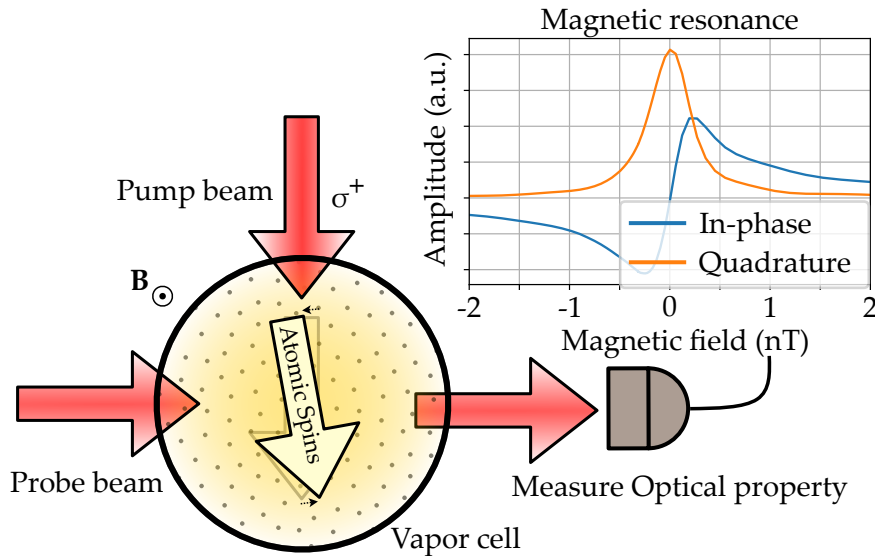 Magnetic resonance
Amplitude (a.u.)
In-phase
Quadrature
-2
-1
0
1
2
Magnetic field (nT)
Pump beam
σ⁺
B
Atomic Spins
Probe beam
Vapor cell
Measure Optical property